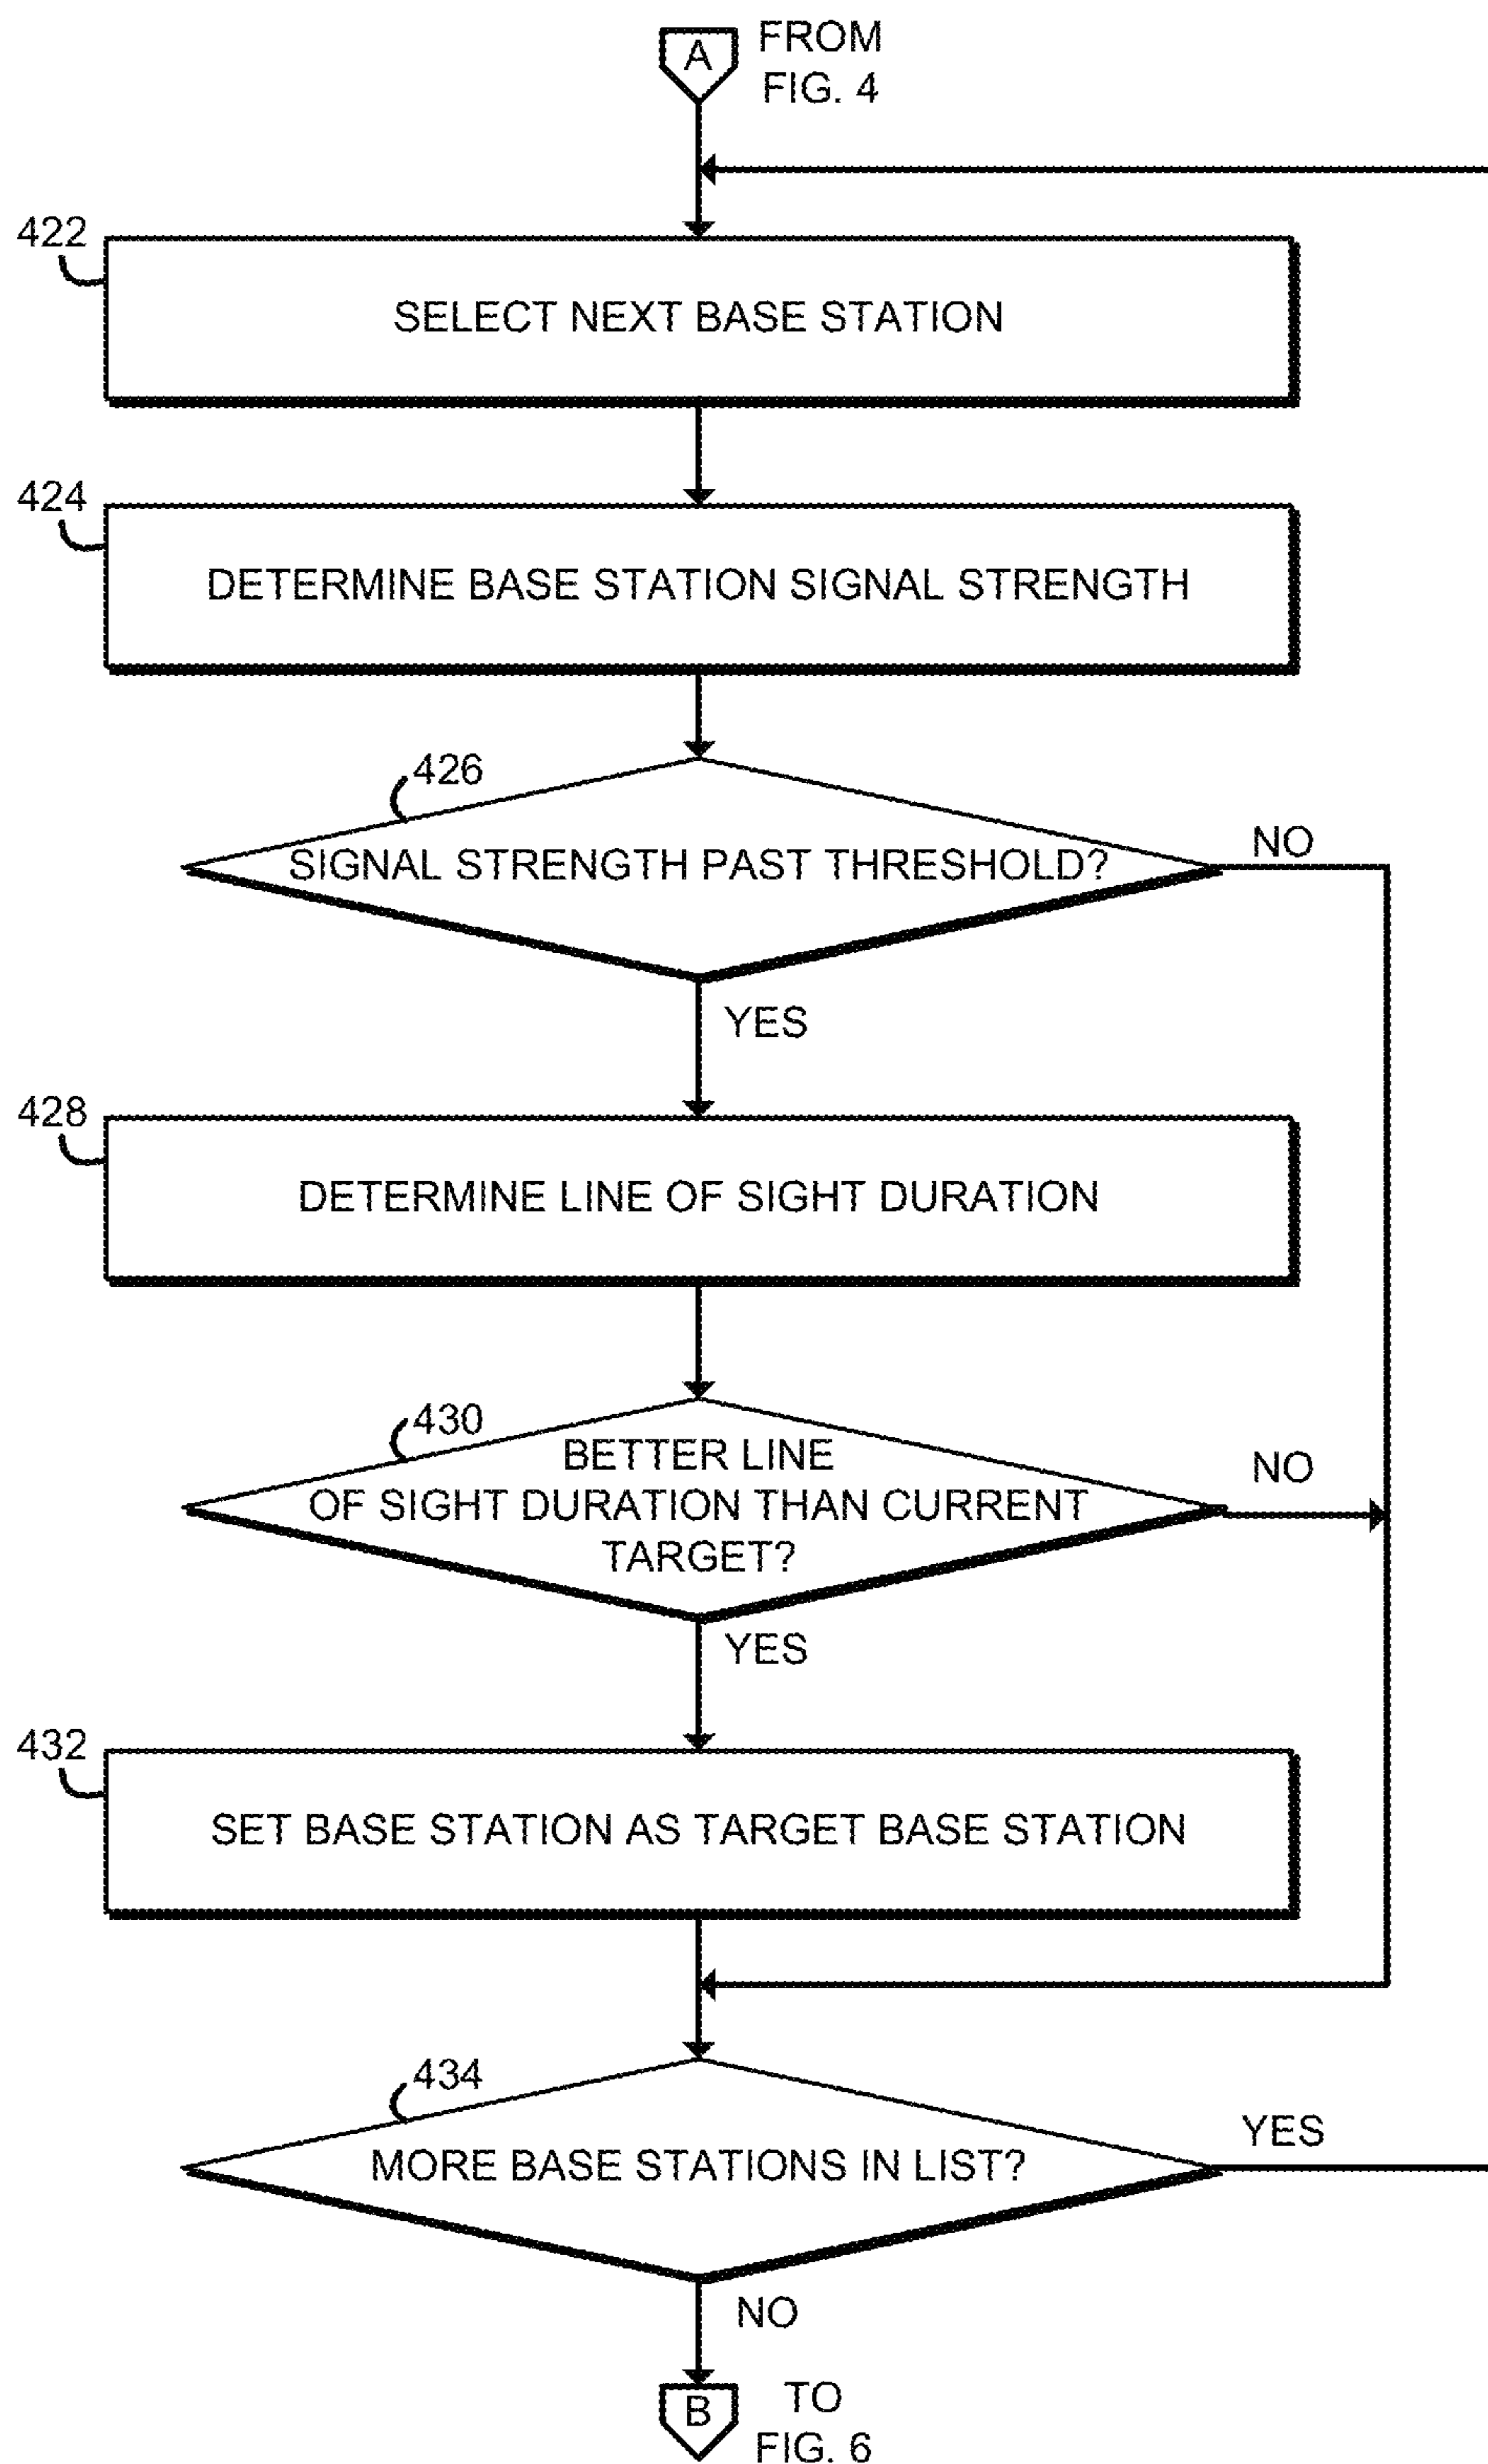 A
FROM
FIG. 4
422
SELECT NEXT BASE STATION
424
DETERMINE BASE STATION SIGNAL STRENGTH
426
SIGNAL STRENGTH PAST THRESHOLD?
NO
YES
428
DETERMINE LINE OF SIGHT DURATION
430
BETTER LINE
OF SIGHT DURATION THAN CURRENT
TARGET?
NO
YES
432
SET BASE STATION AS TARGET BASE STATION
434
MORE BASE STATIONS IN LIST?
YES
NO
B
TO
FIG. 6